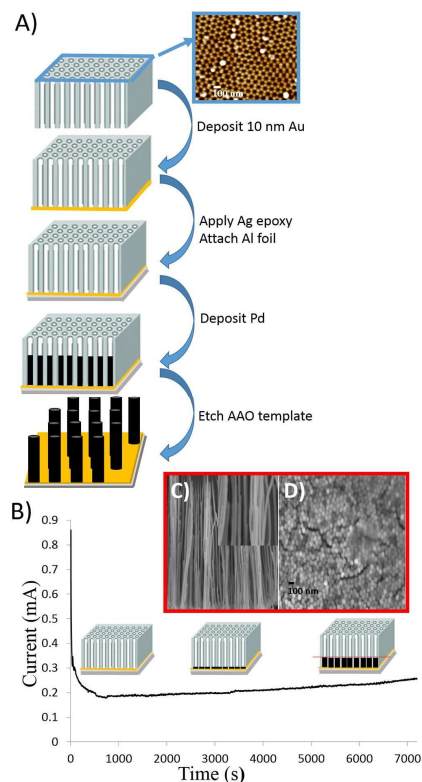 A)
100 nm
Deposit 10 nm Au
Apply Ag epoxy
Attach Al foil
Deposit Pd
Etch AAO template
B)
C)
D)
100 nm
Current (mA)
0.9
0.8
0.7
0.6
0.5
0.4
0.3
0.2
0.1
0
0
1000
2000
3000
4000
5000
6000
7000
Time (s)